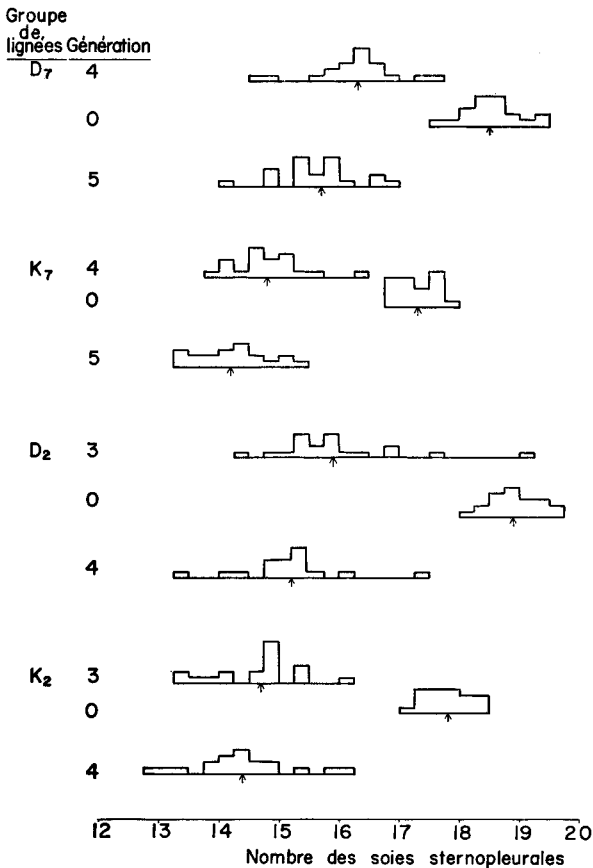 Groupe
de
lignées Génération
D7 4
0
5
K7 4
0
5
D2 3
0
4
K2 3
0
4
12 13 14 15 16 17 18 19 20
Nombre des soies sternopleurales